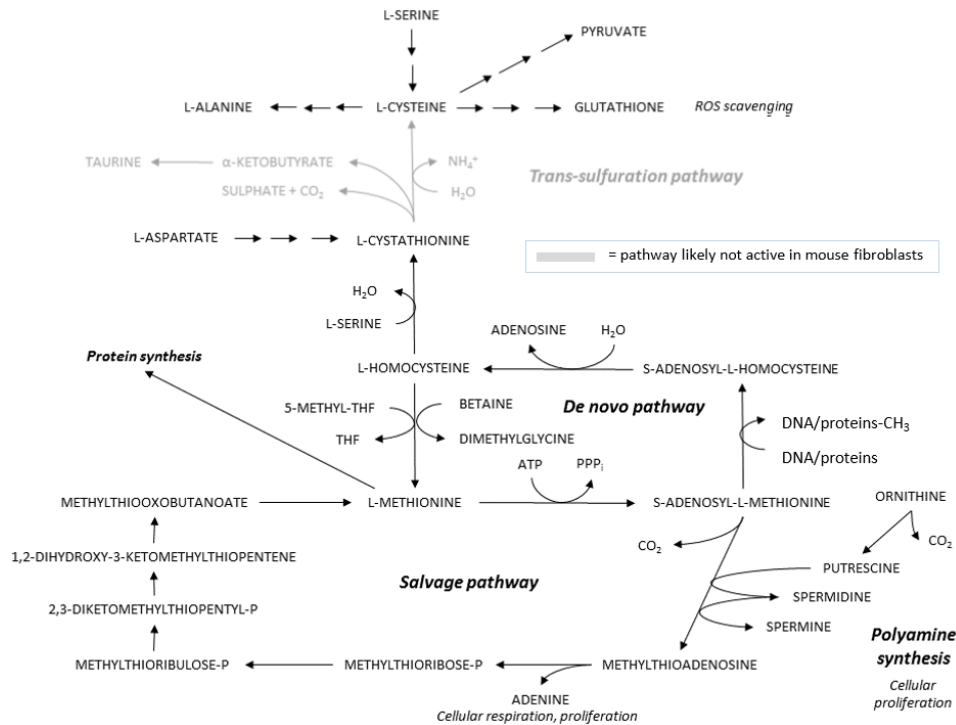 L-SERINE
PYRUVATE
L-ALANINE
L-CYSTEINE
GLUTATHIONE
ROS scavenging
TAURINE
α-KETOBUTYRATE
NH₄⁺
Trans-sulfuration pathway
SULPHATE + CO₂
H₂O
L-ASPARTATE
L-CYSTATHIONINE
= pathway likely not active in mouse fibroblasts
H₂O
L-SERINE
ADENOSINE
H₂O
Protein synthesis
L-HOMOCYSTEINE
S-ADENOSYL-L-HOMOCYSTEINE
5-METHYL-THF
BETAINE
De novo pathway
THF
DIMETHYLGLYCINE
DNA/proteins-CH₃
DNA/proteins
ATP
PPPᵢ
METHYLTHIOOXOBUTANOATE
L-METHIONINE
S-ADENOSYL-L-METHIONINE
ORNITHINE
CO₂
CO₂
1,2-DIHYDROXY-3-KETOMETHYLTHIOPENTENE
Salvage pathway
PUTRESCINE
2,3-DIKETOMETHYLTHIOPENTYL-P
SPERMIDINE
SPERMINE
Polyamine
synthesis
METHYLTHIORIBULOSE-P
METHYLTHIORIBOSE-P
METHYLTHIOADENOSINE
Cellular
proliferation
ADENINE
Cellular respiration, proliferation